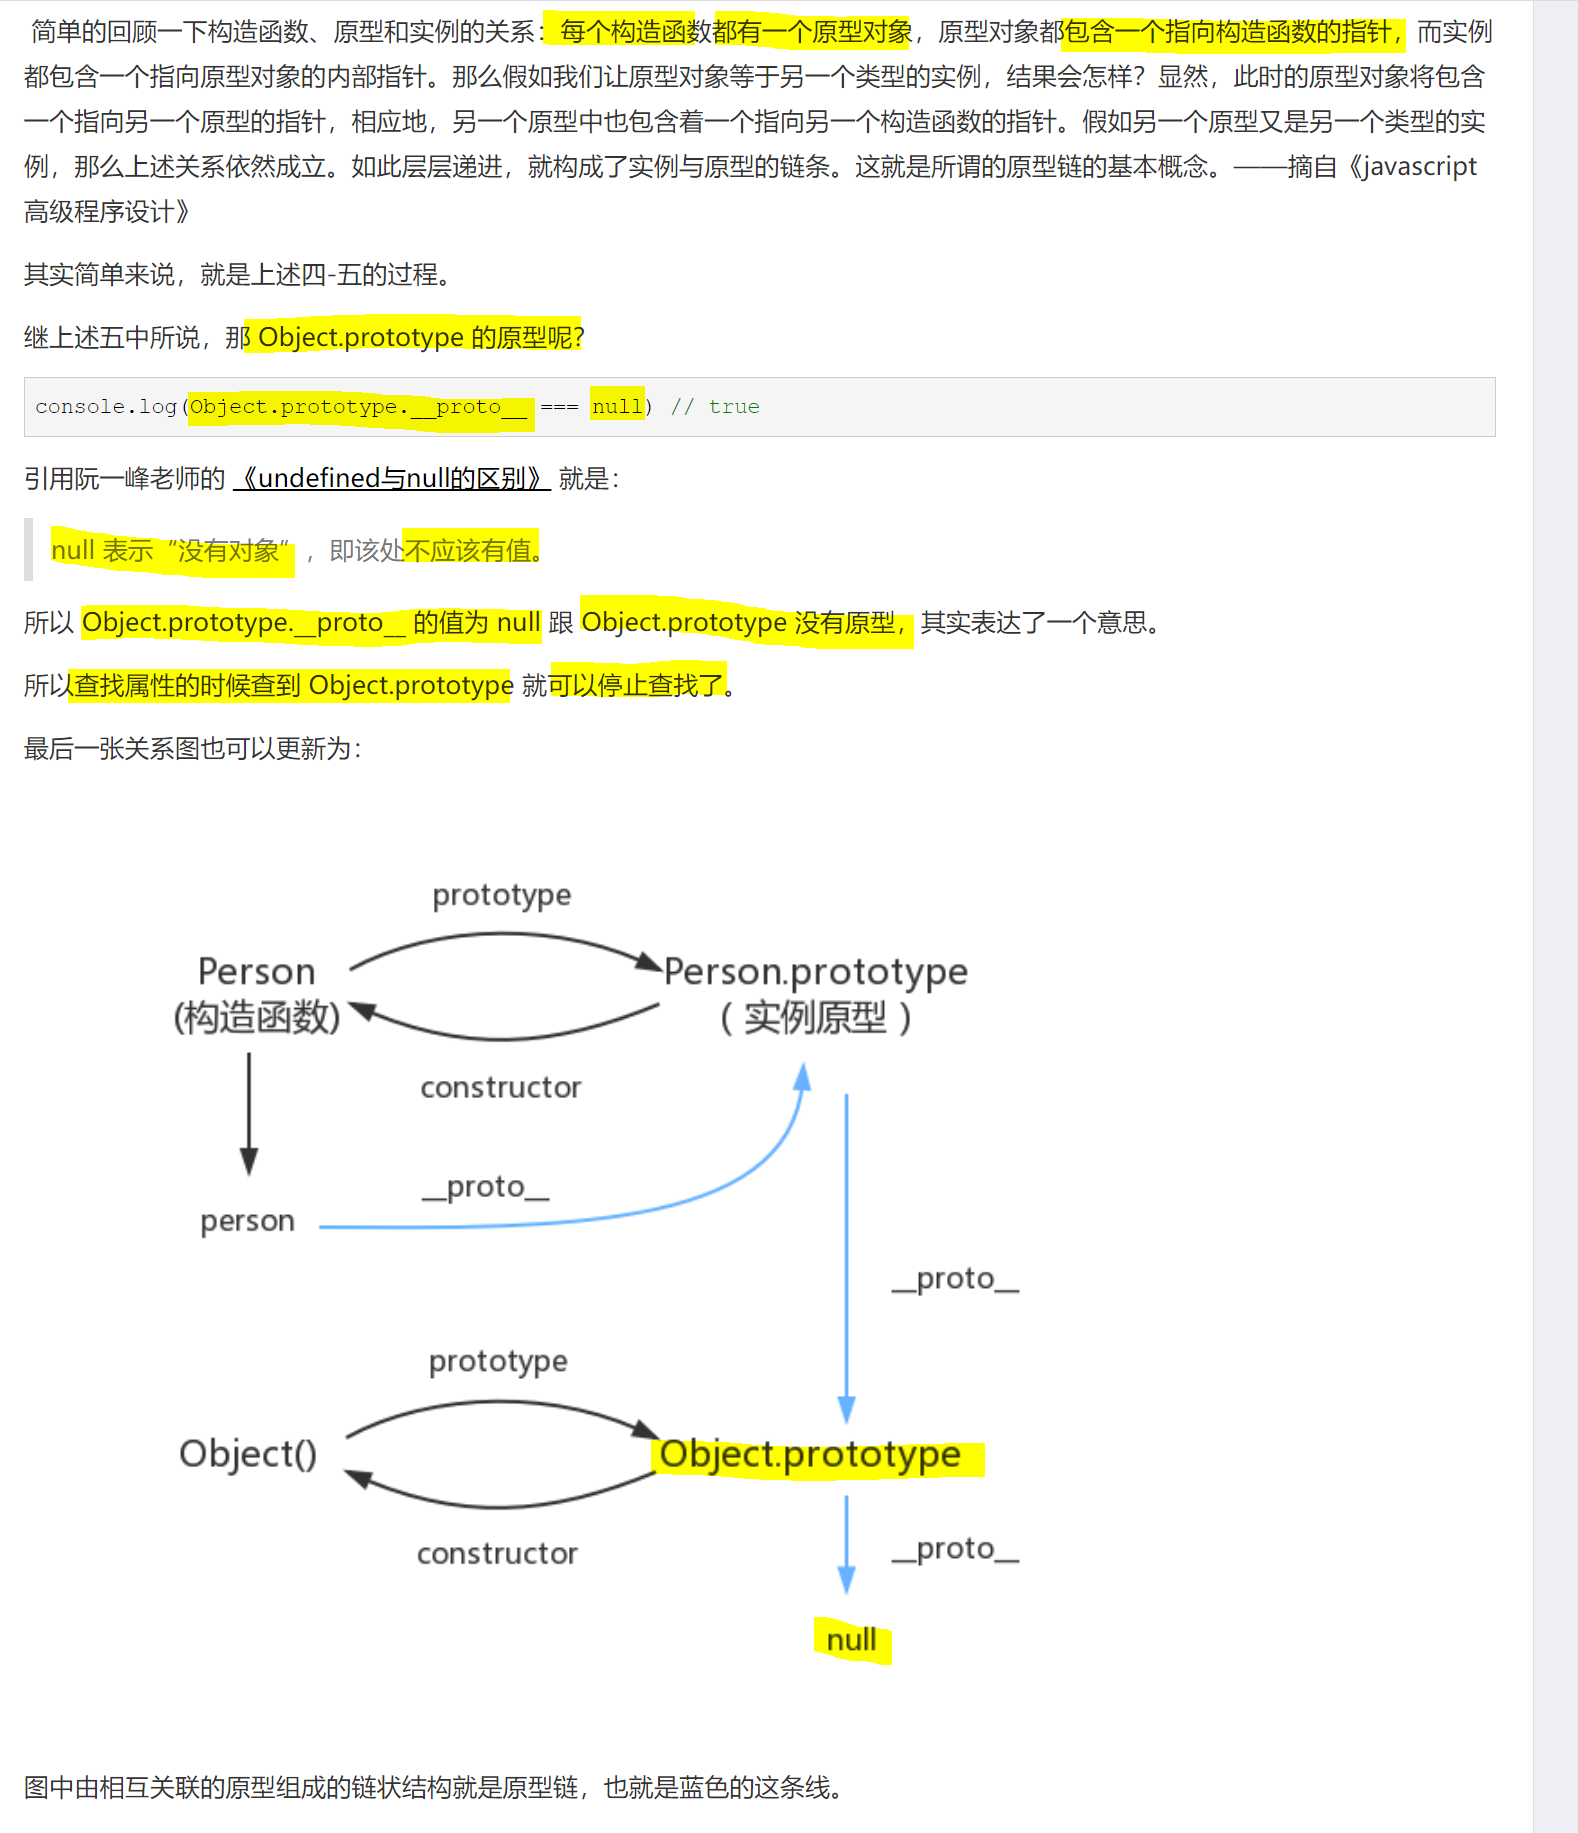 简单的回顾一下构造函数、原型和实例的关系：每个构造函数都有一个原型对象，原型对象都包含一个指向构造函数的指针，而实例
都包含一个指向原型对象的内部指针。那么假如我们让原型对象等于另一个类型的实例，结果会怎样？显然，此时的原型对象将包含
一个指向另一个原型的指针，相应地，另一个原型中也包含着一个指向另一个构造函数的指针。假如另一个原型又是另一个类型的实
例，那么上述关系依然成立。如此层层递进，就构成了实例与原型的链条。这就是所谓的原型链的基本概念。——摘自《javascript
高级程序设计》
其实简单来说，就是上述四-五的过程。
继上述五中所说，那 Object.prototype 的原型呢？
console.log(Object.prototype.__proto__ === null) // true
引用阮一峰老师的 《undefined与null的区别》 就是：
null 表示“没有对象”，即该处不应该有值。
所以 Object.prototype.__proto__ 的值为 null 跟 Object.prototype 没有原型，其实表达了一个意思。
所以查找属性的时候查到 Object.prototype 就可以停止查找了。
最后一张关系图也可以更新为：
prototype
Person
Person.prototype
(构造函数)
（实例原型）
constructor
__proto__
person
__proto__
prototype
Object()
Object.prototype
constructor
__proto__
null
图中由相互关联的原型组成的链状结构就是原型链，也就是蓝色的这条线。